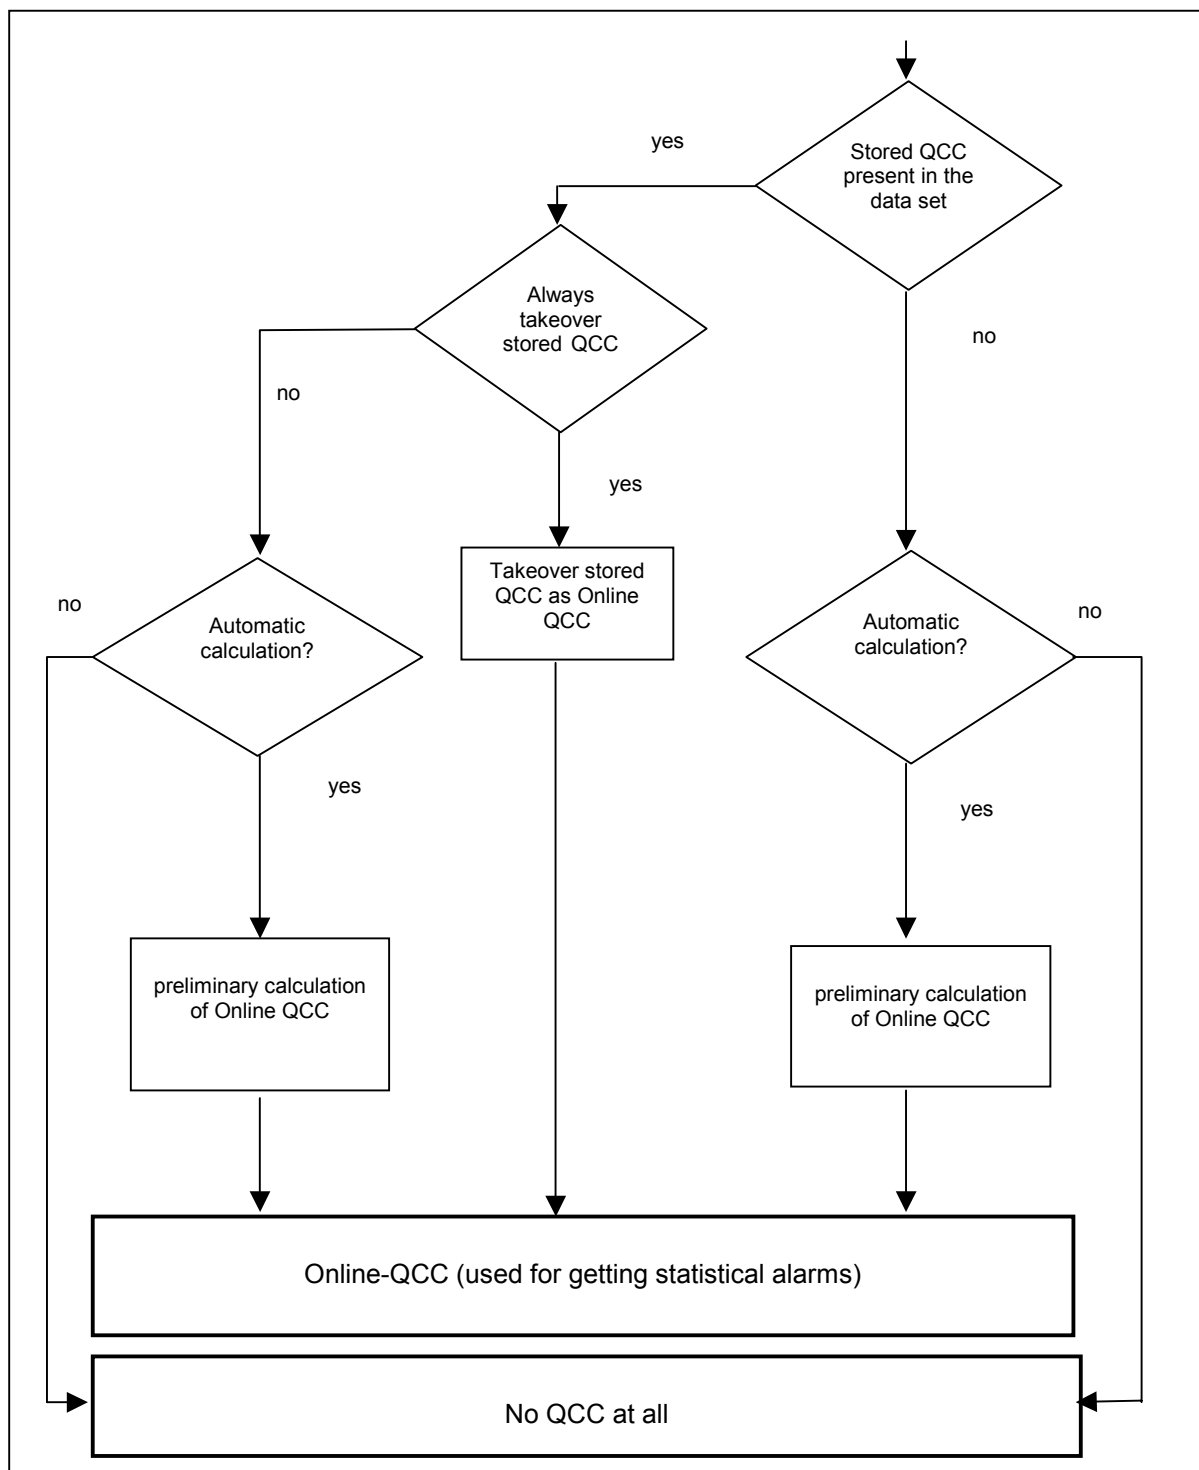 yes
Stored QCC
present in the
data set
Always
takeover
stored QCC
no
no
yes
Takeover stored
QCC as Online
QCC
no
Automatic
calculation?
Automatic
calculation?
no
yes
yes
preliminary calculation
of Online QCC
preliminary calculation
of Online QCC
Online-QCC (used for getting statistical alarms)
No QCC at all